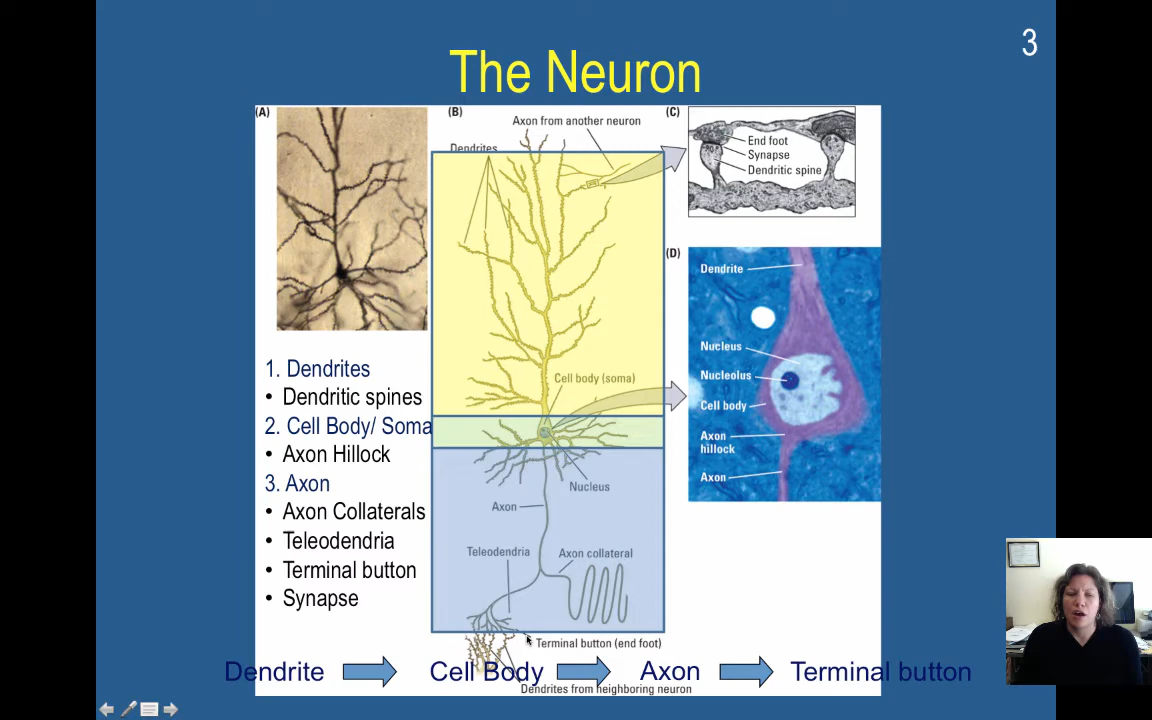 3
The Neuron
(A)
(B)
Axon from another neuron
Dendrites
Cell body (soma)
Nucleus
Axon
Teleodendria
Axon collateral
Terminal button (end foot)
Dendrites from neighboring neuron
(C)
End foot
Synapse
Dendritic spine
(D)
Dendrite
Nucleus
Nucleolus
Cell body
Axon
hillock
Axon
1. Dendrites
• Dendritic spines
2. Cell Body/ Soma
• Axon Hillock
3. Axon
• Axon Collaterals
• Teleodendria
• Terminal button
• Synapse
Dendrite Cell Body Axon Terminal button